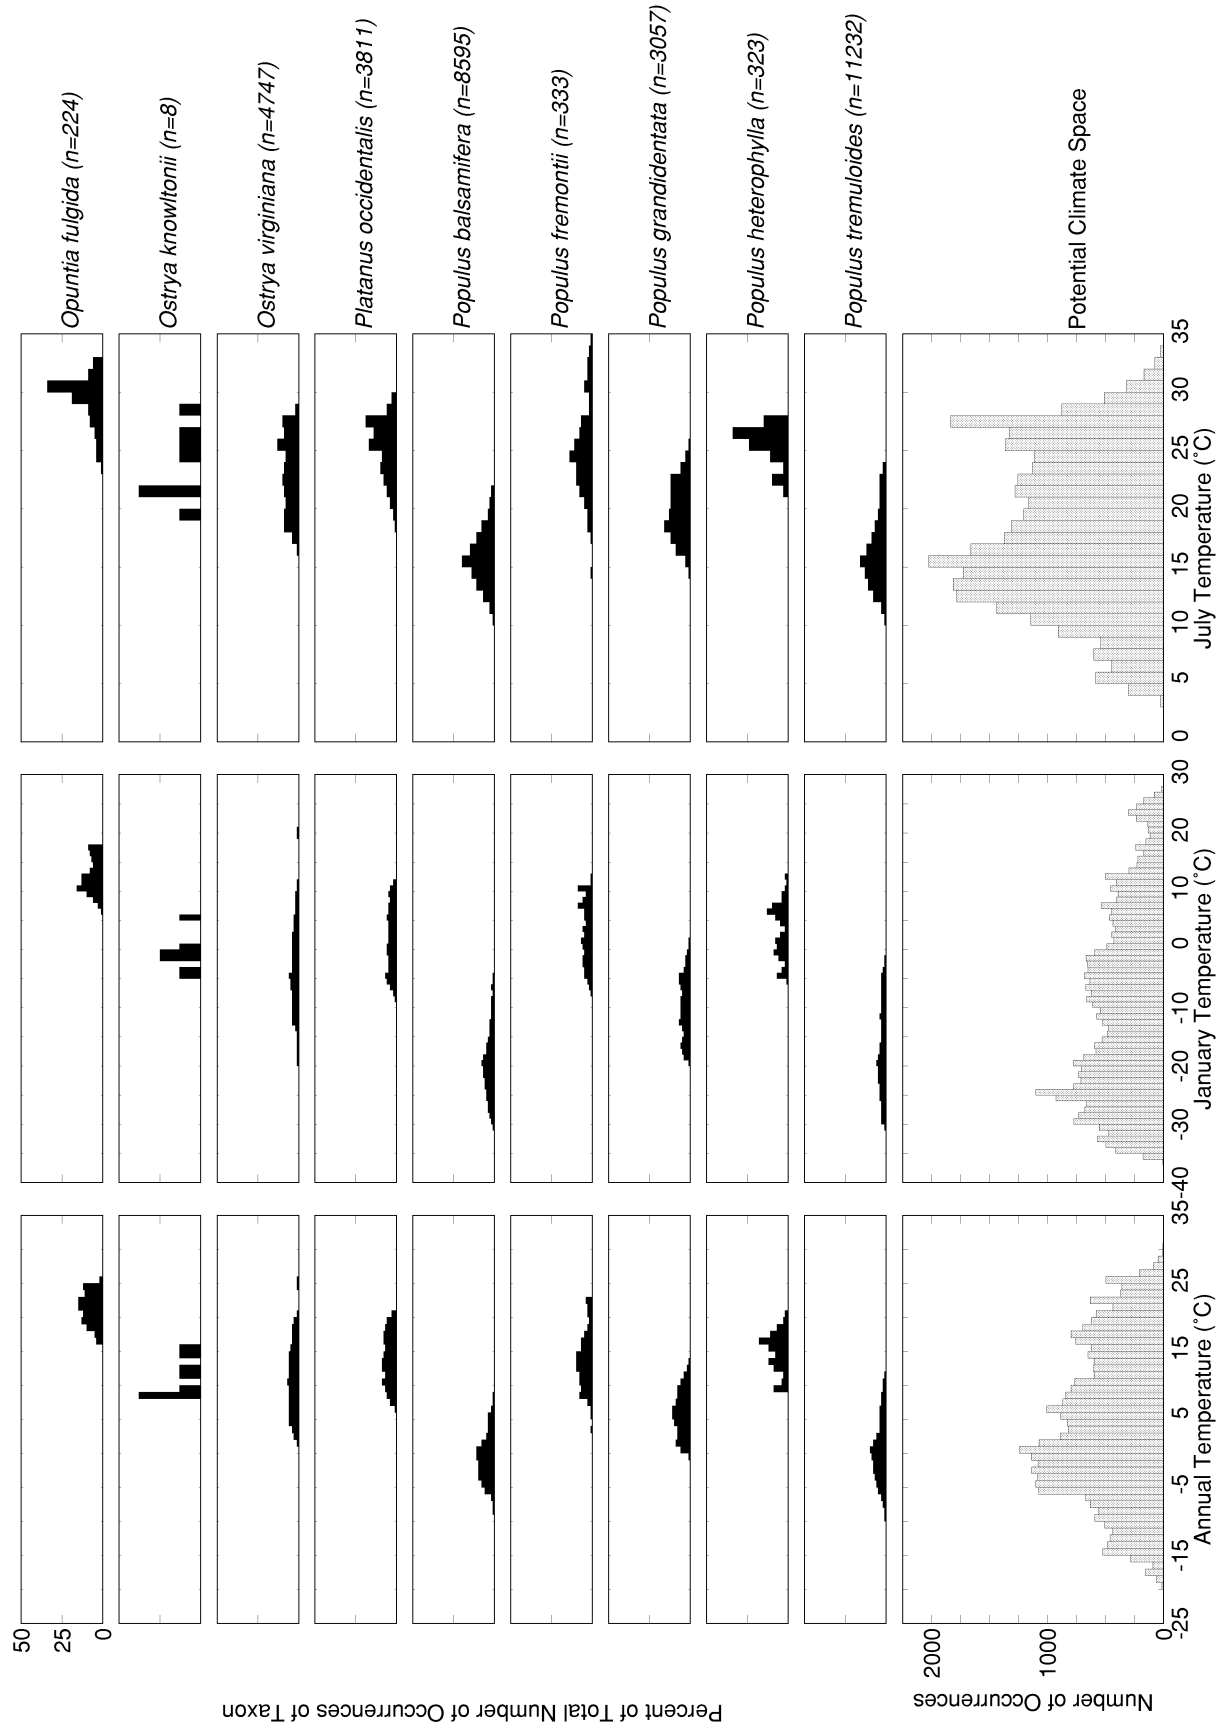 50
25
0
Opuntia fulgida (n=224)
Ostrya knowltonii (n=8)
Ostrya virginiana (n=4747)
Platanus occidentalis (n=3811)
Populus balsamifera (n=8595)
Populus fremontii (n=333)
Populus grandidentata (n=3057)
Populus heterophylla (n=323)
Populus tremuloides (n=11232)
Potential Climate Space
Percent of Total Number of Occurrences of Taxon
Number of Occurrences
2000
1000
0
-25 -15 -5 5 15 25 35
Annual Temperature (˚C)
-40 -30 -20 -10 0 10 20 30
January Temperature (˚C)
0 5 10 15 20 25 30 35
July Temperature (˚C)